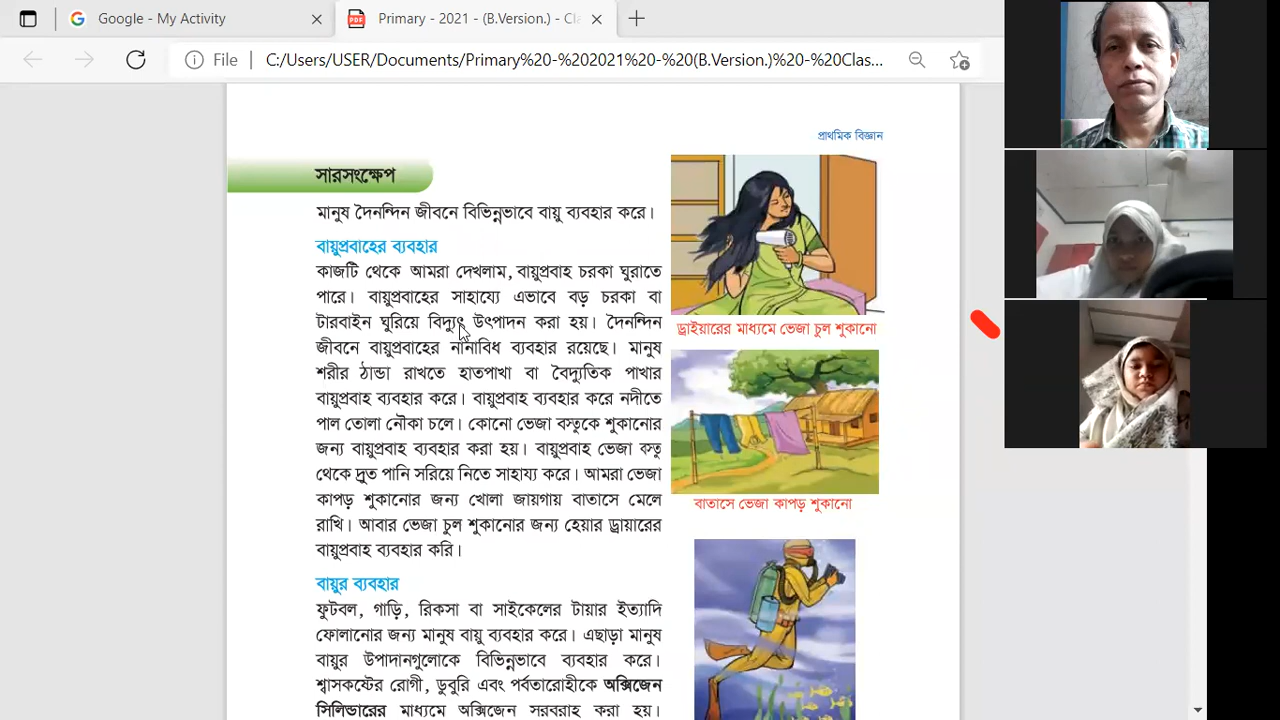 Google - My Activity
Primary - 2021 - (B.Version.) - Cla
File C:/Users/USER/Documents/Primary%20-%202021%20-%20(B.Version.)%20-%20Clas...
প্রাথমিক বিজ্ঞান
সারসংক্ষেপ
মানুষ দৈনন্দিন জীবনে বিভিন্নভাবে বায়ু ব্যবহার করে।
বায়ুপ্রবাহের ব্যবহার
কাজটি থেকে আমরা দেখলাম, বায়ুপ্রবাহ চরকা ঘুরাতে
পারে। বায়ুপ্রবাহের সাহায্যে এভাবে বড় চরকা বা
টারবাইন ঘুরিয়ে বিদ্যুৎ উৎপাদন করা হয়। দৈনন্দিন
জীবনে বায়ুপ্রবাহের নানাবিধ ব্যবহার রয়েছে। মানুষ
শরীর ঠান্ডা রাখতে হাতপাখা বা বৈদ্যুতিক পাখার
বায়ুপ্রবাহ ব্যবহার করে। বায়ুপ্রবাহ ব্যবহার করে নদীতে
পাল তোলা নৌকা চলে। কোনো ভেজা বস্তুকে শুকানোর
জন্য বায়ুপ্রবাহ ব্যবহার করা হয়। বায়ুপ্রবাহ ভেজা বস্তু
থেকে দ্রুত পানি সরিয়ে নিতে সাহায্য করে। আমরা ভেজা
কাপড় শুকানোর জন্য খোলা জায়গায় বাতাসে মেলে
রাখি। আবার ভেজা চুল শুকানোর জন্য হেয়ার ড্রায়ারের
বায়ুপ্রবাহ ব্যবহার করি।
বায়ুর ব্যবহার
ফুটবল, গাড়ি, রিকসা বা সাইকেলের টায়ার ইত্যাদি
ফোলানোর জন্য মানুষ বায়ু ব্যবহার করে। এছাড়া মানুষ
বায়ুর উপাদানগুলোকে বিভিন্নভাবে ব্যবহার করে।
শ্বাসকষ্টের রোগী, ডুবুরি এবং পর্বতারোহীকে অক্সিজেন
সিলিন্ডারের মাধ্যমে অক্সিজেন সরবরাহ করা হয়।
ড্রাইয়ারের মাধ্যমে ভেজা চুল শুকানো
বাতাসে ভেজা কাপড় শুকানো